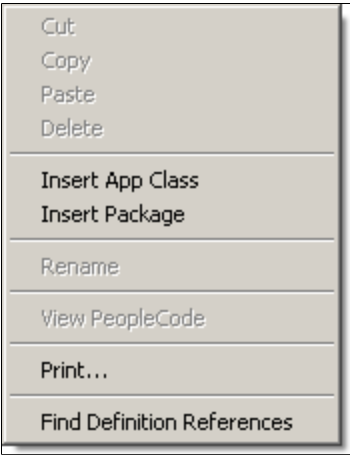 Cut
Copy
Paste
Delete
Insert App Class
Insert Package
Rename
View PeopleCode
Print...
Find Definition References